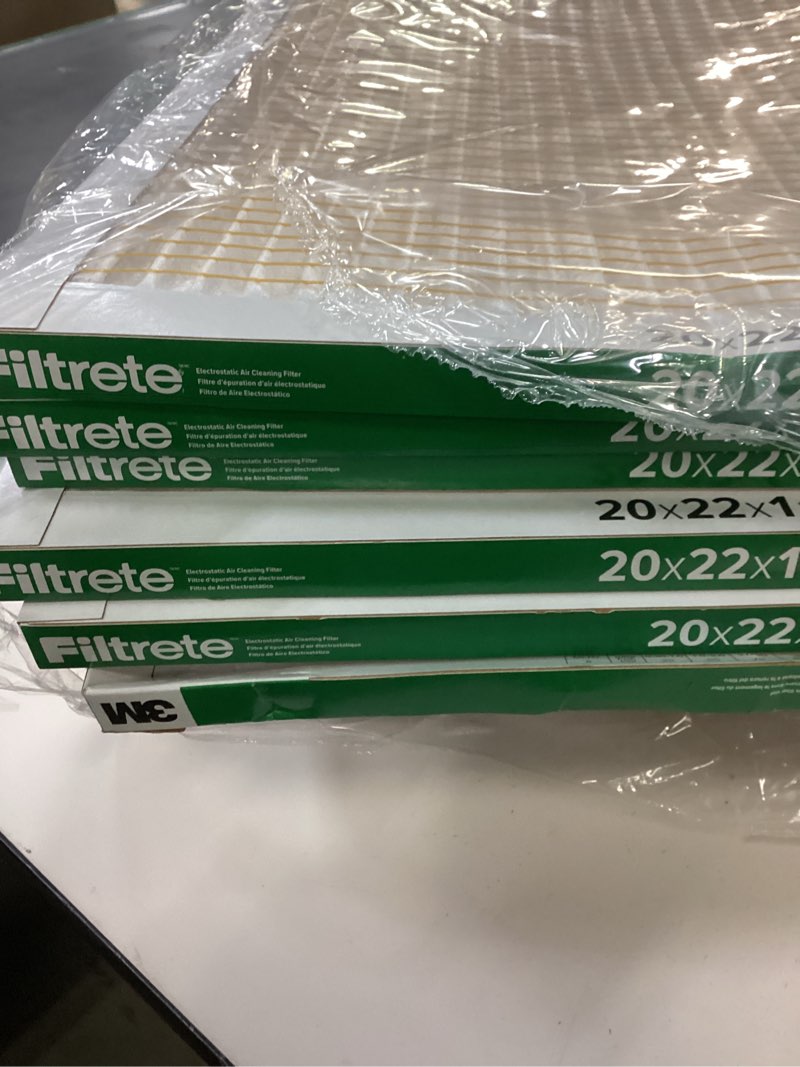 20x22
Filtrete
Electrostatic Air Cleaning Filter
Filtre d'épuration d'air électrostatique
Filtro de Aire Electrostático
20x22
Filtrete
Electrostatic Air Cleaning Filter
Filtre d'épuration d'air électrostatique
Filtro de Aire Electrostático
20x22
Filtrete
Electrostatic Air Cleaning Filter
Filtre d'épuration d'air électrostatique
Filtro de Aire Electrostático
20x22x
20x22x1
Filtrete
Electrostatic Air Cleaning Filter
Filtre d'épuration d'air électrostatique
Filtro de Aire Electrostático
20x22x1
Filtrete
Electrostatic Air Cleaning Filter
Filtre d'épuration d'air électrostatique
Filtro de Aire Electrostático
20x22
3M